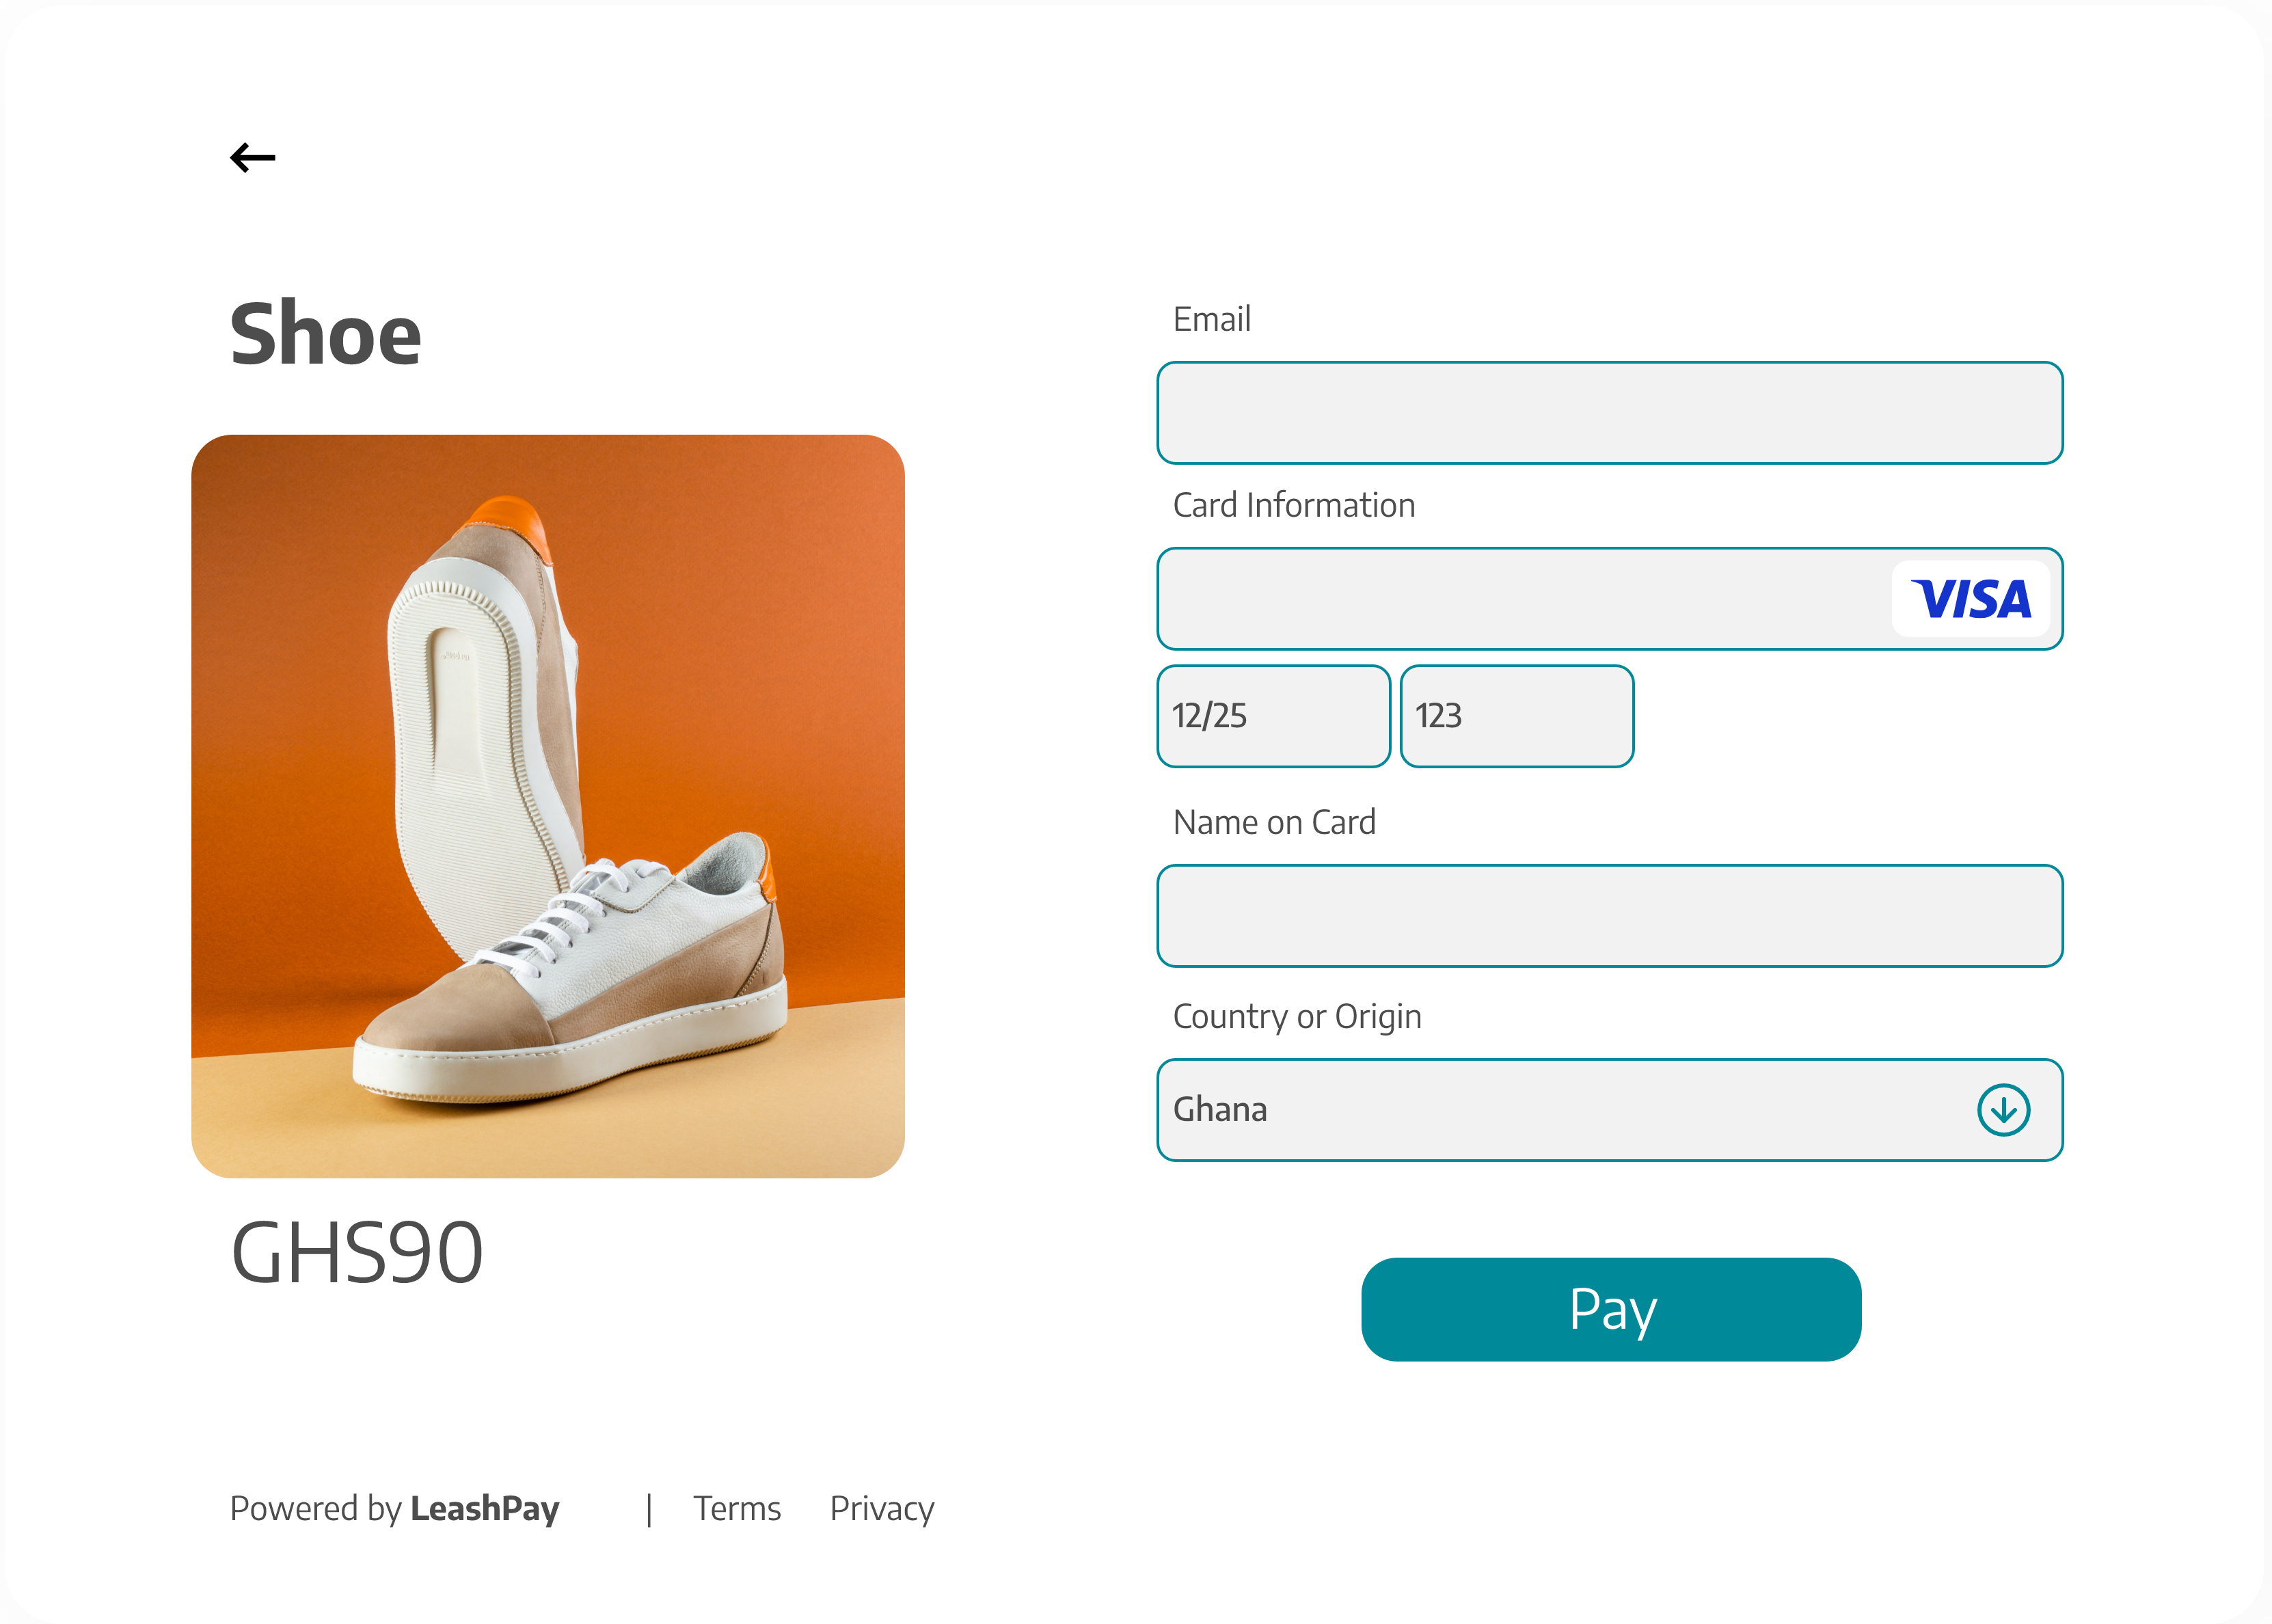 Shoe
GHS90
Email
Card Information
VISA
12/25
123
Name on Card
Country or Origin
Ghana
Pay
Powered by LeashPay | Terms Privacy